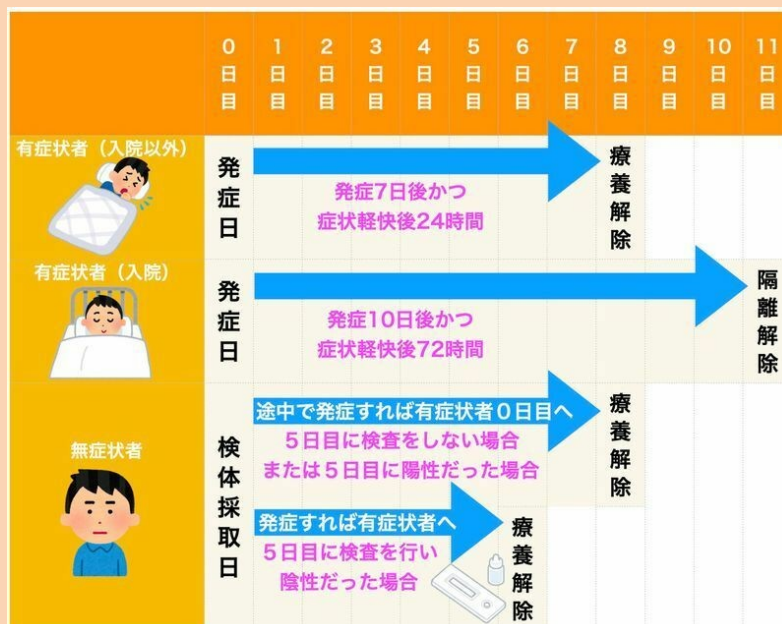 0日目 1日目 2日目 3日目 4日目 5日目 6日目 7日目 8日目 9日目 10日目 11日目
有症状者（入院以外）
発症日
発症7日後かつ
症状軽快後24時間
療養解除
有症状者（入院）
発症日
発症10日後かつ
症状軽快後72時間
隔離解除
無症状者
検体採取日
途中で発症すれば有症状者０日目へ
５日目に検査をしない場合
または５日目に陽性だった場合
療養解除
発症すれば有症状者へ
５日目に検査を行い
陰性だった場合
療養解除